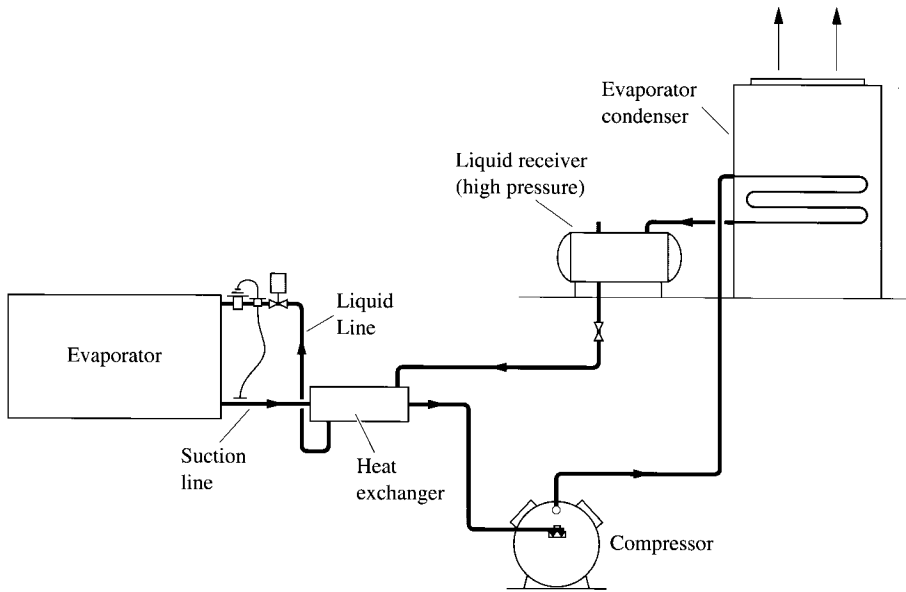 Evaporator
condenser
Liquid receiver
(high pressure)
Liquid
Line
Evaporator
Suction
line
Heat
exchanger
Compressor